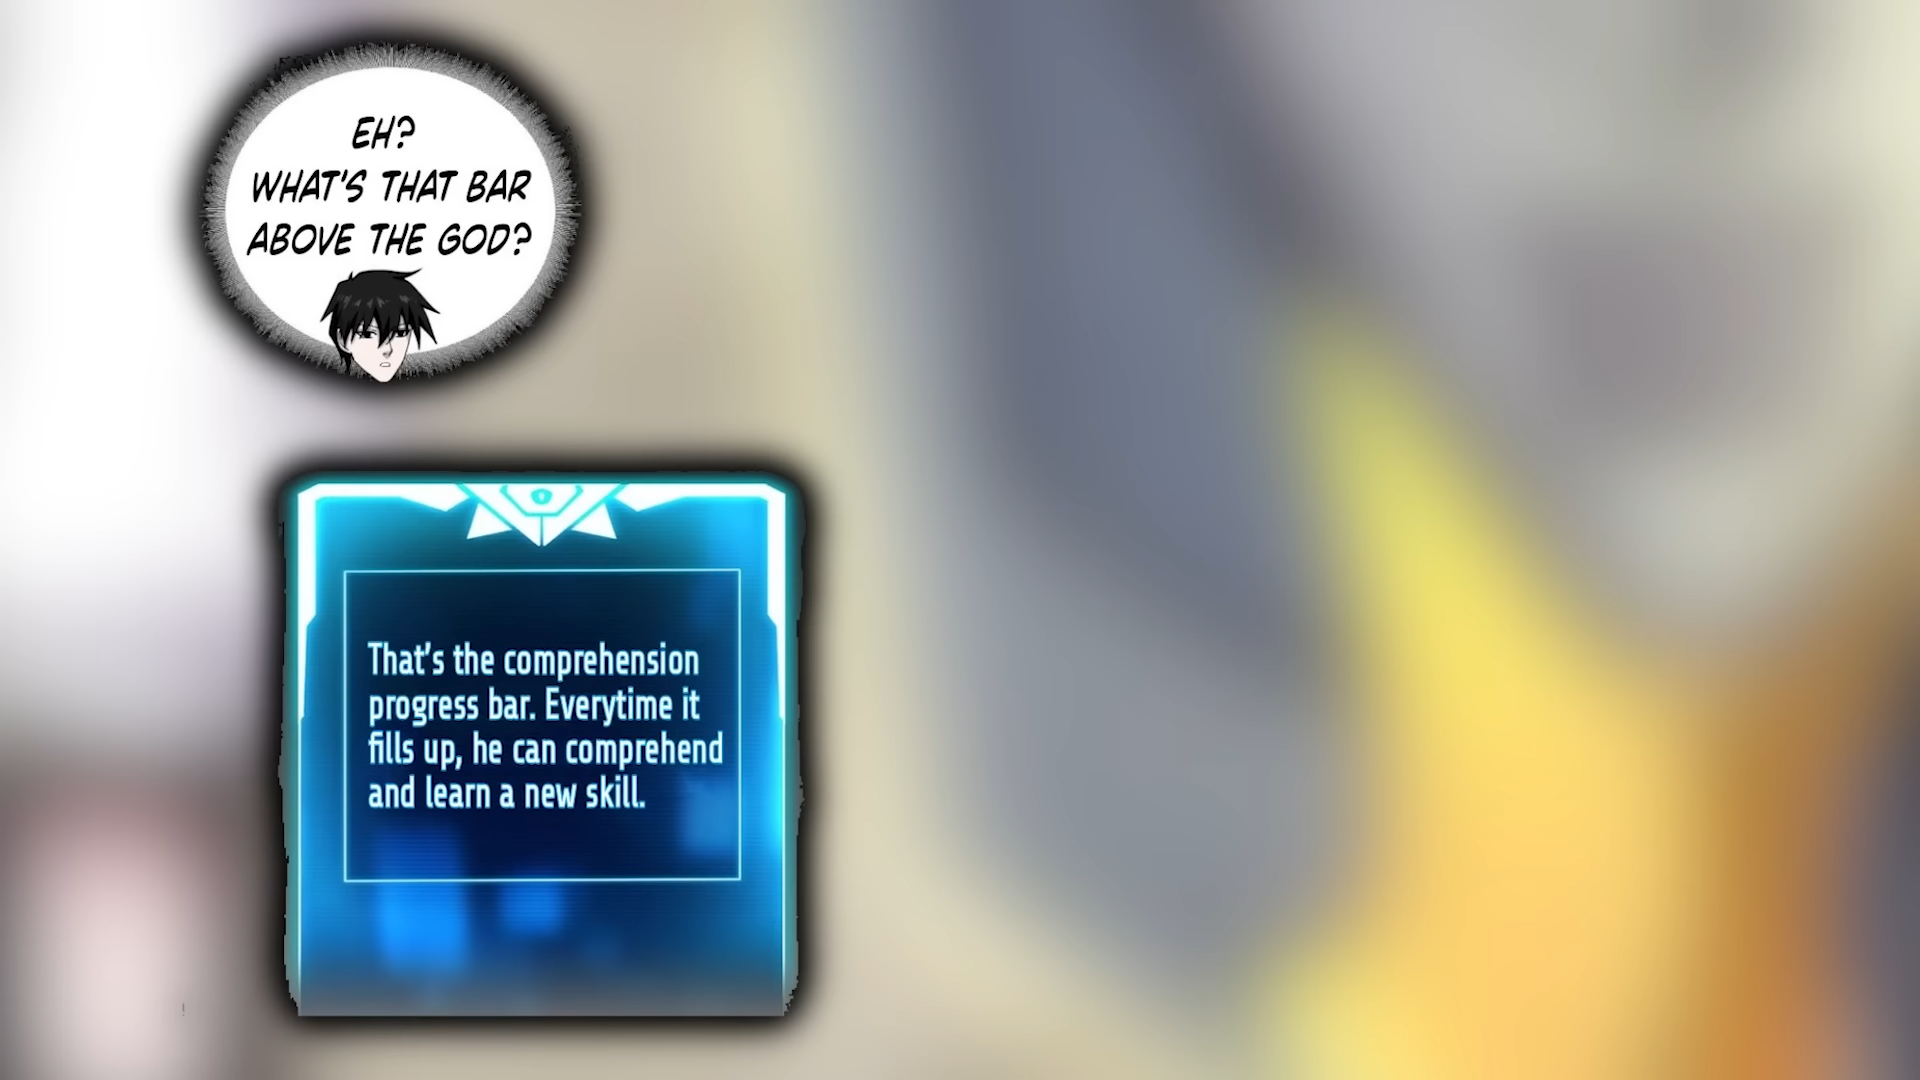 EH?
WHAT'S THAT BAR
ABOVE THE GOD?
That's the comprehension
progress bar. Everytime it
fills up, he can comprehend
and learn a new skill.